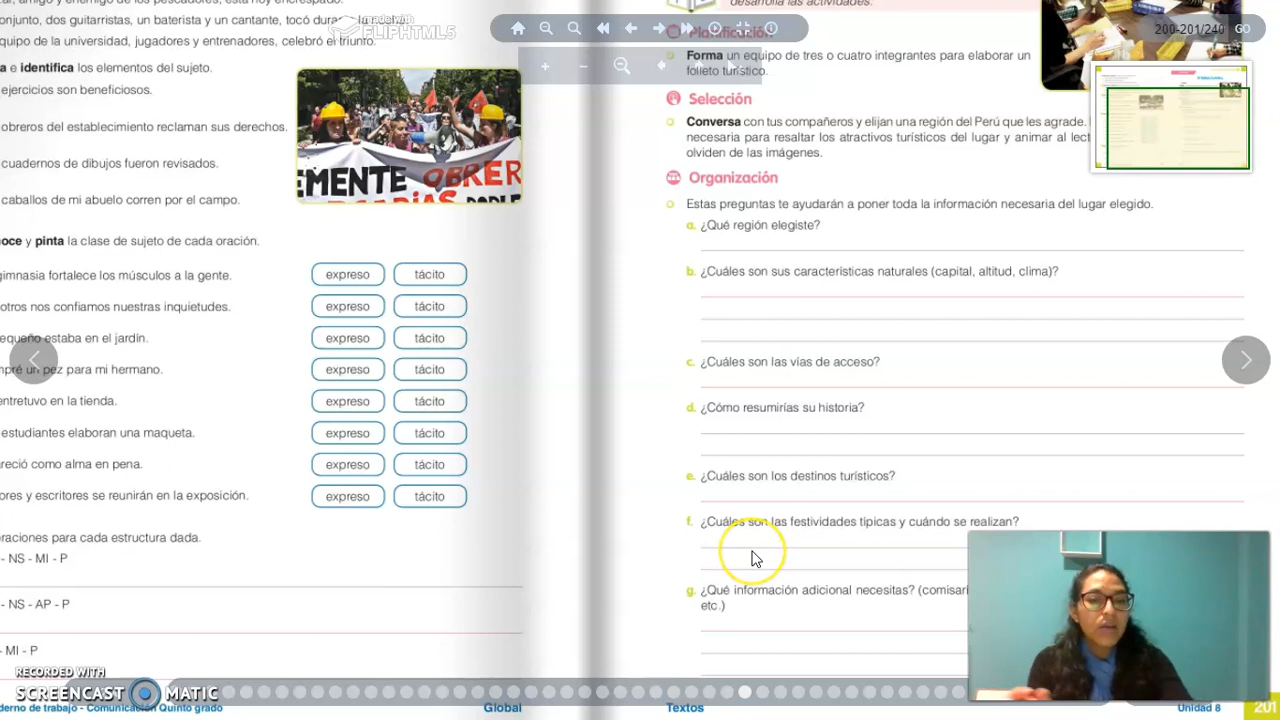 conjunto, dos guitarristas, un baterista y un cantante, tocó durante la
equipo de la universidad, jugadores y entrenadores, celebró el triunfo.
e identifica los elementos del sujeto.
ejercicios son beneficiosos.
obreros del establecimiento reclaman sus derechos.
cuadernos de dibujos fueron revisados.
caballos de mi abuelo corren por el campo.
EMENTE OBRER
y pinta la clase de sujeto de cada oración.
gimnasia fortalece los músculos a la gente. expreso tácito
otros nos confiamos nuestras inquietudes. expreso tácito
pequeño estaba en el jardín. expreso tácito
mpré un pez para mi hermano. expreso tácito
entretuvo en la tienda. expreso tácito
estudiantes elaboran una maqueta. expreso tácito
reció como alma en pena. expreso tácito
ores y escritores se reunirán en la exposición. expreso tácito
oraciones para cada estructura dada.
- NS - MI - P
- NS - AP - P
- MI - P
Cuaderno de trabajo - Comunicación Quinto grado
Global
made with
FLIPHTML5
200-201/240 GO
desarrolla las actividades.
Planificación
Forma un equipo de tres o cuatro integrantes para elaborar un
folleto turístico.
Selección
Conversa con tus compañeros y elijan una región del Perú que les agrade.
necesaria para resaltar los atractivos turísticos del lugar y animar al lect
olviden de las imágenes.
Organización
Estas preguntas te ayudarán a poner toda la información necesaria del lugar elegido.
a. ¿Qué región elegiste?
b. ¿Cuáles son sus características naturales (capital, altitud, clima)?
c. ¿Cuáles son las vías de acceso?
d. ¿Cómo resumirías su historia?
e. ¿Cuáles son los destinos turísticos?
f. ¿Cuáles son las festividades típicas y cuándo se realizan?
g. ¿Qué información adicional necesitas? (comisarí
etc.)
Textos
Unidad 8
201
RECORDED WITH
SCREENCAST MATIC